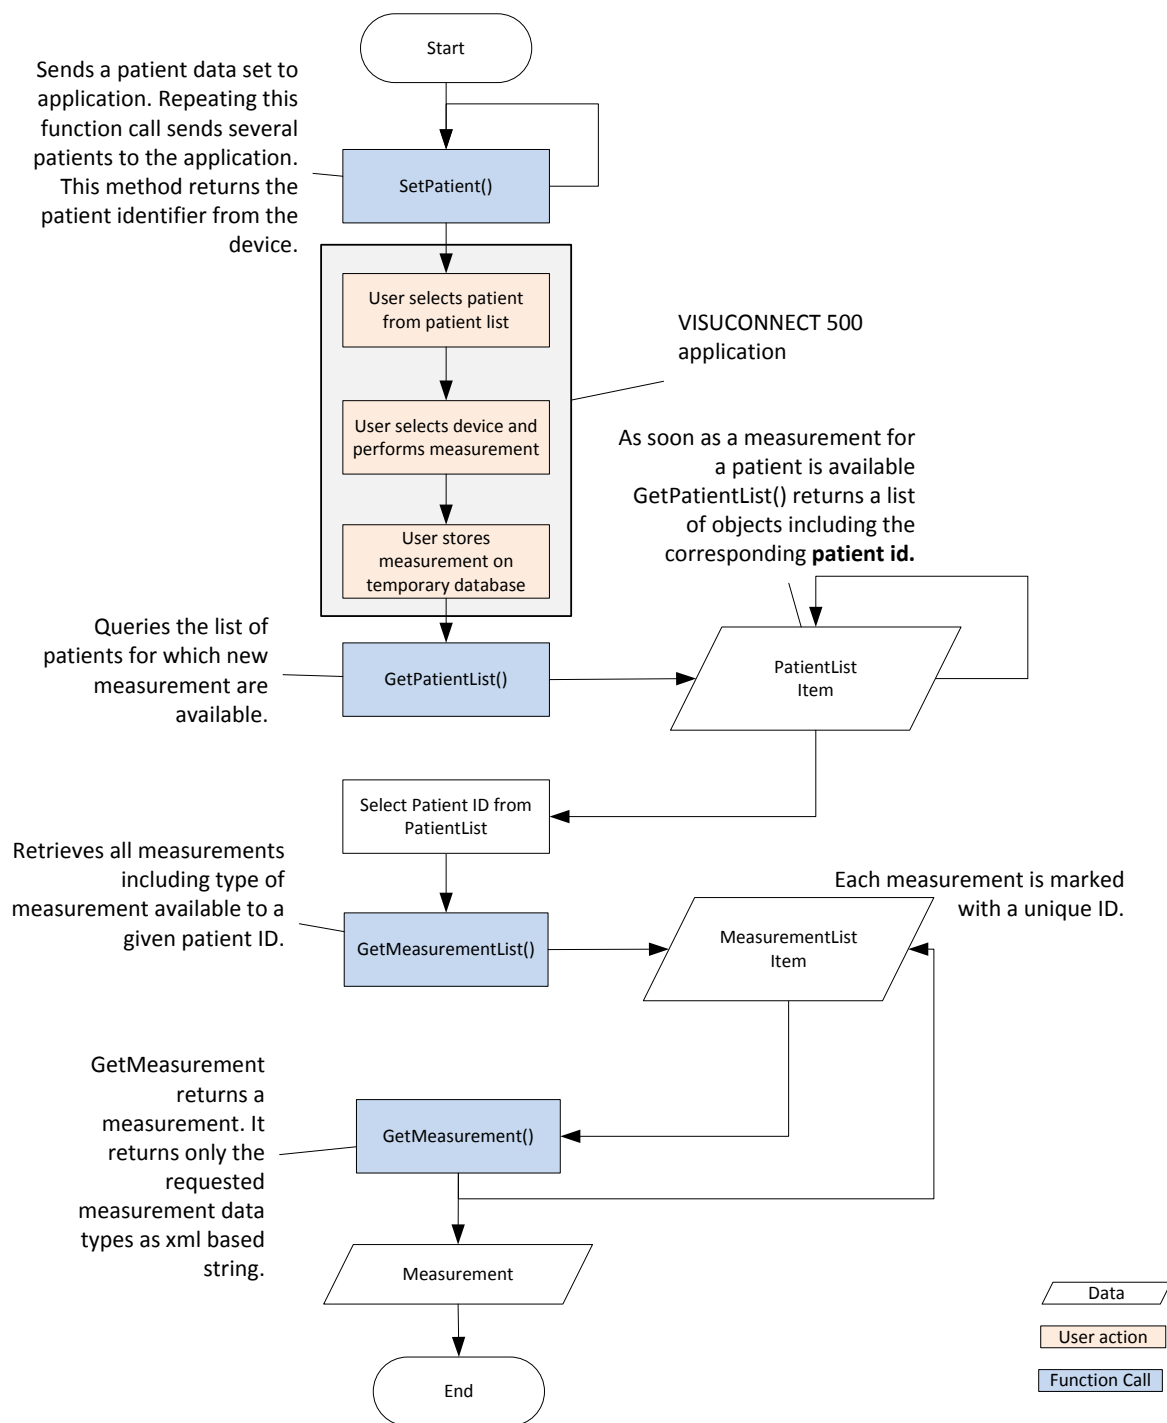 Start
Sends a patient data set to
application. Repeating this
function call sends several
patients to the application.
This method returns the
patient identifier from the
device.
SetPatient()
User selects patient
from patient list
VISUCONNECT 500
application
User selects device and
performs measurement
As soon as a measurement for
a patient is available
GetPatientList() returns a list
of objects including the
corresponding patient id.
User stores
measurement on
temporary database
Queries the list of
patients for which new
measurement are
available.
GetPatientList()
PatientList
Item
Select Patient ID from
PatientList
Retrieves all measurements
including type of
measurement available to a
given patient ID.
GetMeasurementList()
Each measurement is marked
with a unique ID.
MeasurementList
Item
GetMeasurement
returns a
measurement. It
returns only the
requested
measurement data
types as xml based
string.
GetMeasurement()
Measurement
End
Data
User action
Function Call